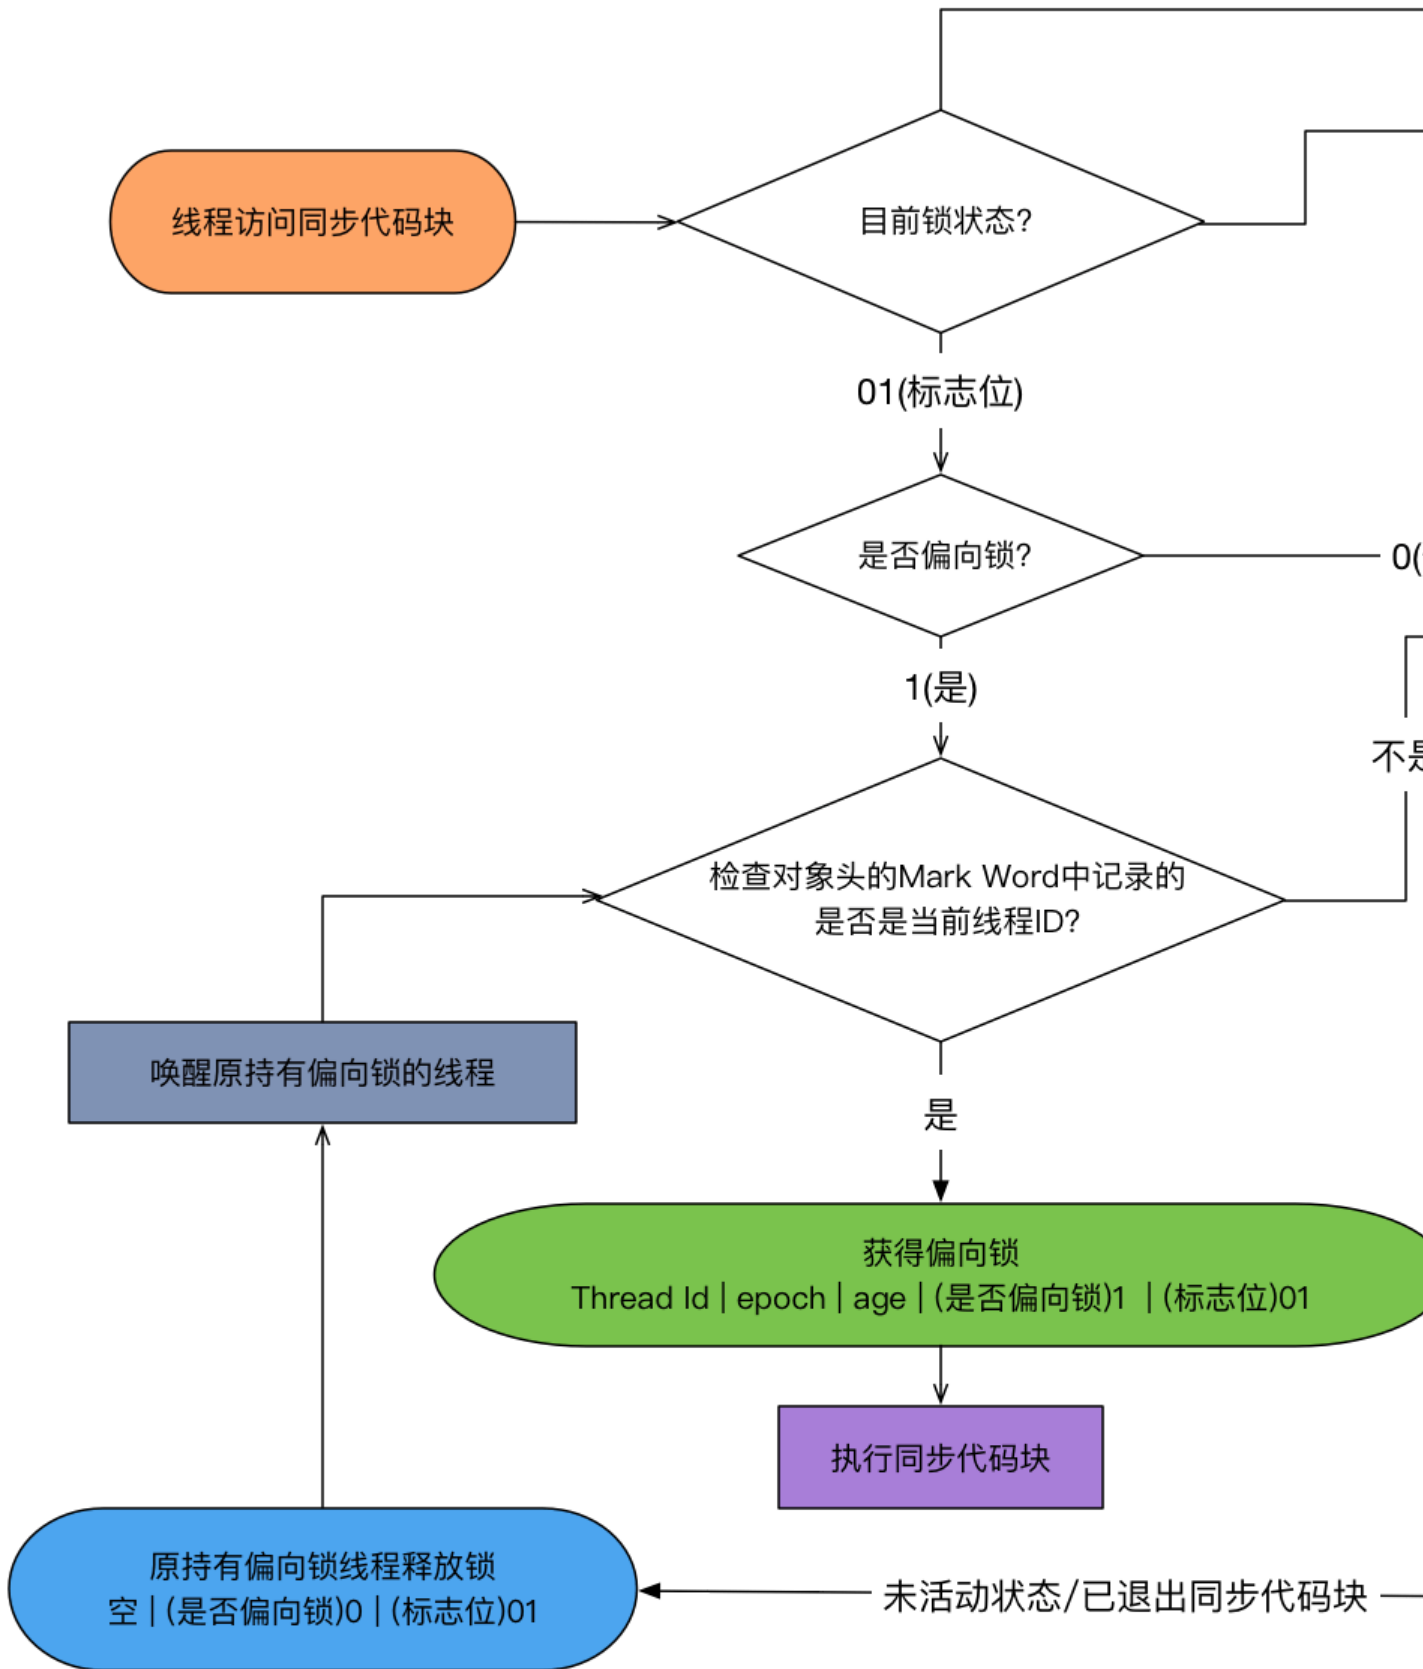 线程访问同步代码块
目前锁状态?
01(标志位)
是否偏向锁?
0(
1(是)
不是
检查对象头的Mark Word中记录的
是否是当前线程ID?
唤醒原持有偏向锁的线程
是
获得偏向锁
Thread Id | epoch | age | (是否偏向锁)1 | (标志位)01
执行同步代码块
原持有偏向锁线程释放锁
空 | (是否偏向锁)0 | (标志位)01
未活动状态/已退出同步代码块